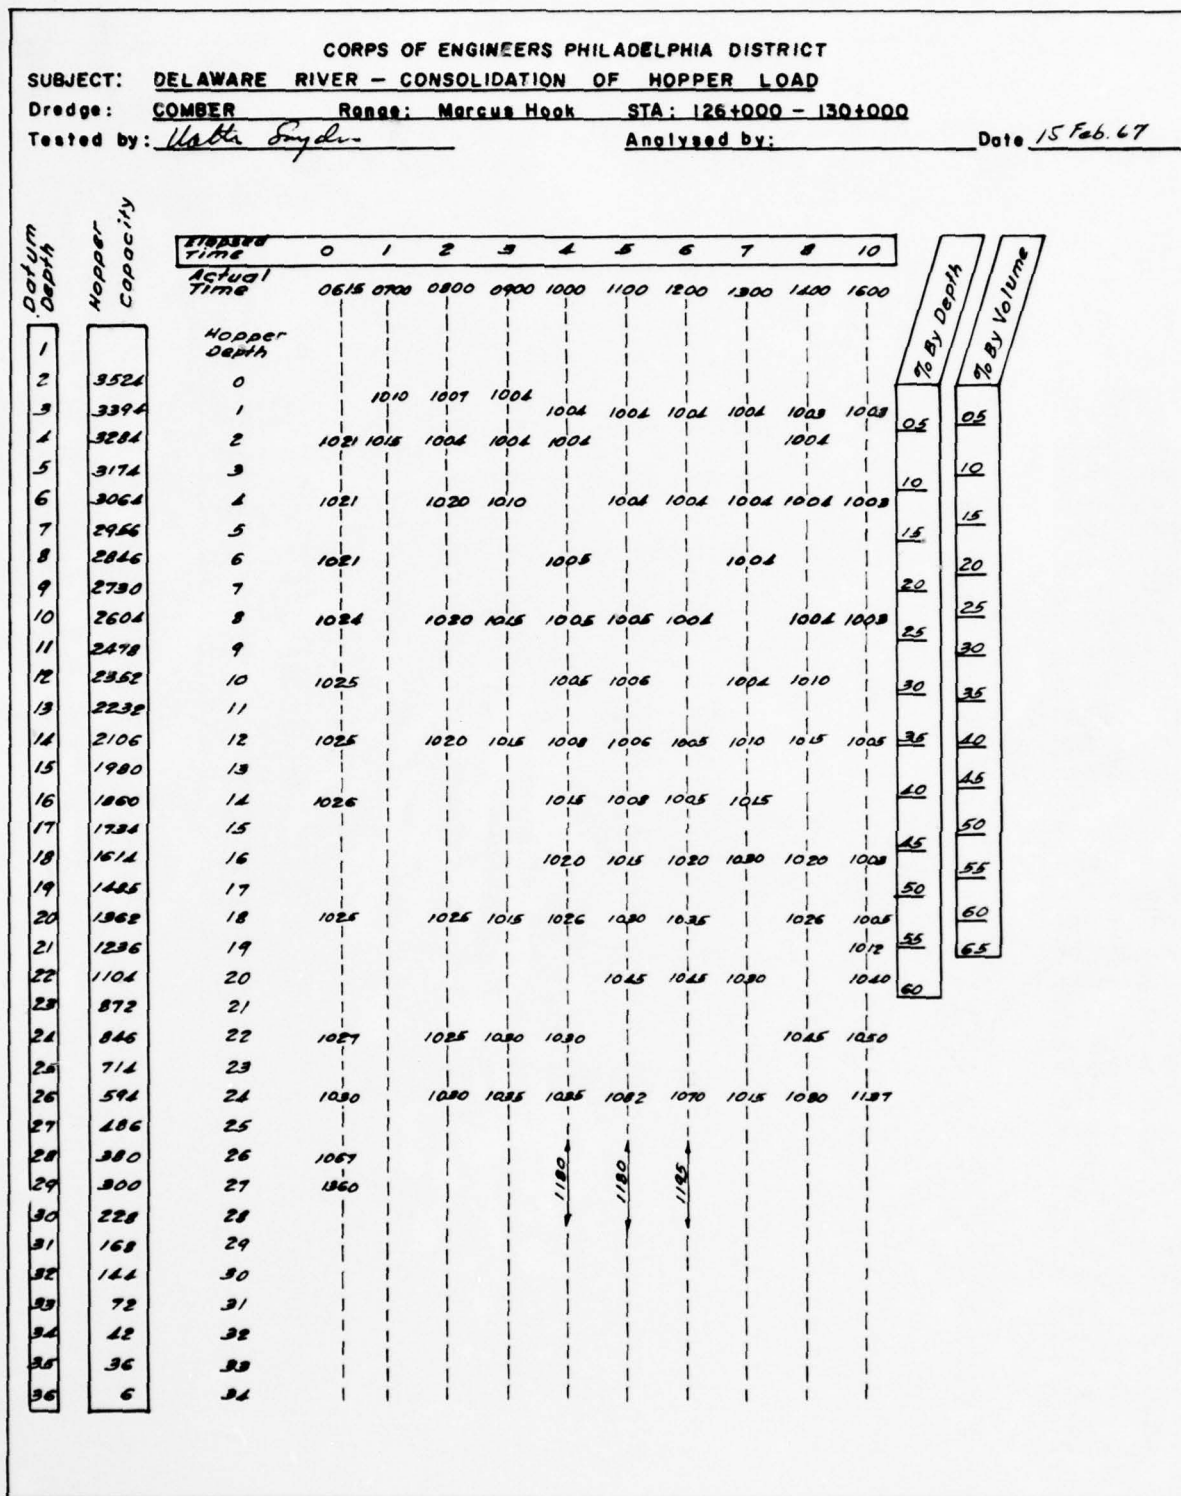 CORPS OF ENGINEERS PHILADELPHIA DISTRICT
SUBJECT: DELAWARE RIVER – CONSOLIDATION OF HOPPER LOAD
Dredge: COMBER Range: Marcus Hook STA: 126+000 – 130+000
Tested by: Snyder Analysed by: Date 15 Feb. 67
Datum Depth Hopper Capacity
Elapsed Time 0 1 2 3 4 5 6 7 8 10
Actual Time 0615 0700 0800 0900 1000 1100 1200 1300 1400 1600
% By Depth % By Volume
Hopper Depth
1
2 3524 0
1010 1007 1004
3 3394 1 1004 1004 1004 1004 1003 1003 05 05
4 3284 2 1021 1015 1004 1004 1004 1004
5 3174 3 10 10
6 3064 4 1021 1020 1010 1004 1004 1004 1004 1003
7 2956 5 15 15
8 2846 6 1021 1005 1004 20
9 2730 7 20
10 2604 8 1024 1020 1015 1005 1005 1004 1004 1003 25 25
11 2478 9 30
12 2352 10 1025 1005 1006 1004 1010 30 35
13 2232 11
14 2106 12 1025 1020 1015 1008 1006 1005 1010 1015 1005 35 40
15 1980 13 45
16 1860 14 1026 1015 1008 1005 1015 40
17 1734 15 50
18 1614 16 1020 1015 1020 1030 1020 1003 45 55
19 1485 17 50
20 1362 18 1025 1025 1015 1026 1030 1035 1026 1005 60
21 1236 19 1012 55 65
22 1104 20 1045 1045 1030 1040 60
23 872 21
24 846 22 1027 1025 1030 1030 1045 1050
25 714 23
26 594 24 1030 1030 1035 1035 1082 1070 1015 1080 1137
27 486 25
28 380 26 1067 1180 1180 1195
29 300 27 1360
30 228 28
31 168 29
32 144 30
33 72 31
34 42 32
35 36 33
36 6 34